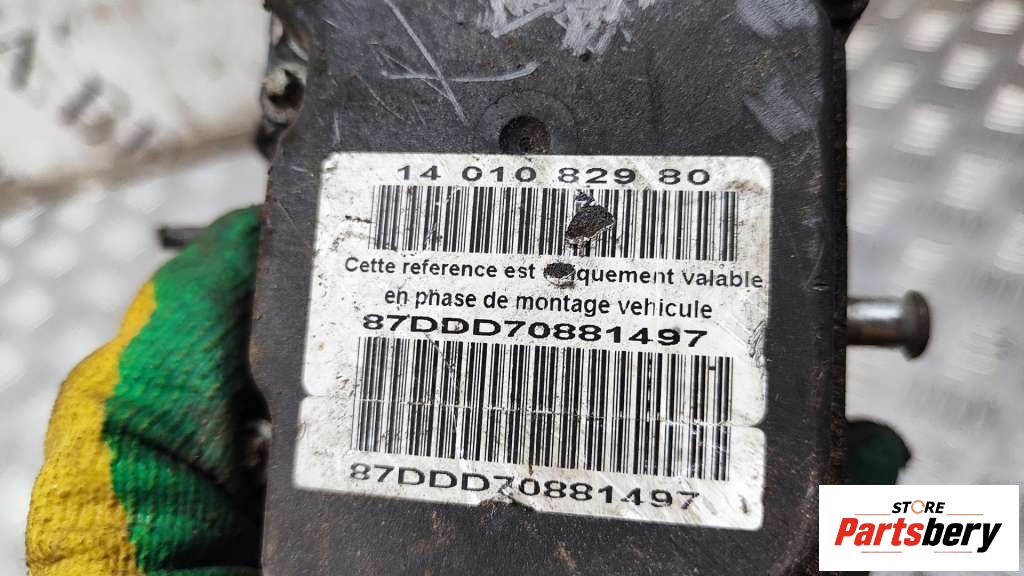 14 010 829 80
Cette reference est valable
en phase de montage vehicule
87DDD70881497
87DDD70881497
STORE
Partsbery